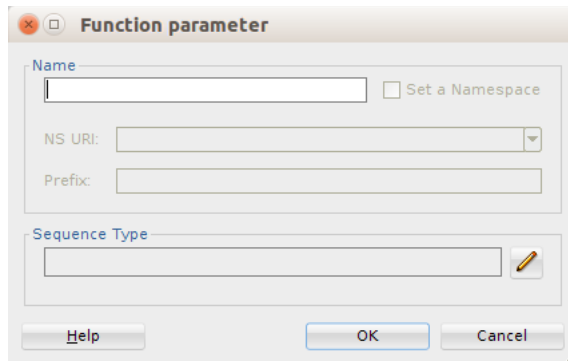 Function parameter
Name
Set a Namespace
NS URI:
Prefix:
Sequence Type
Help
OK
Cancel